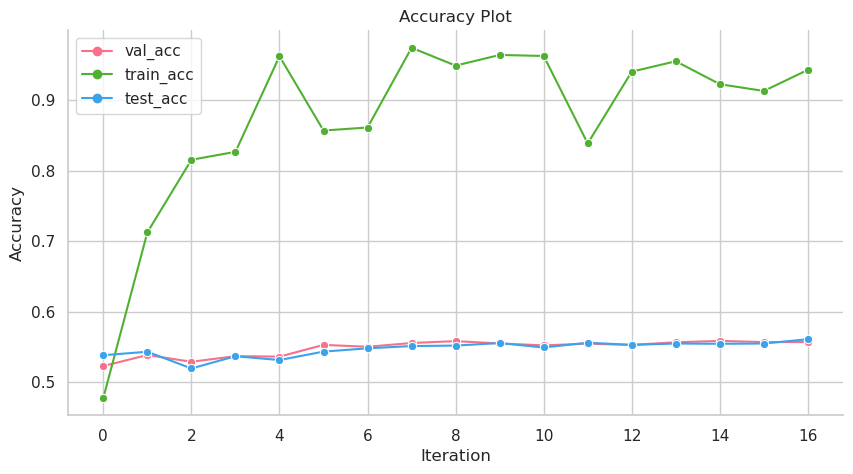 Accuracy Plot
val_acc
train_acc
test_acc
0.9
0.8
0.7
0.6
0.5
Accuracy
0 2 4 6 8 10 12 14 16
Iteration